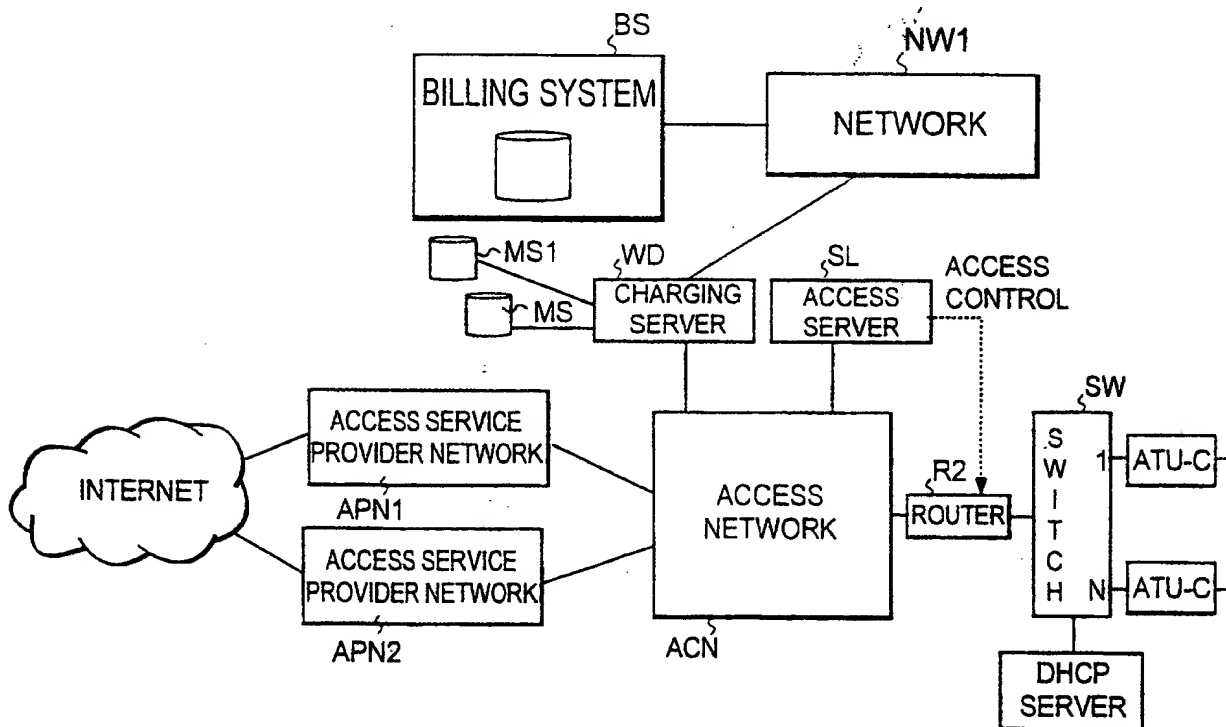 BS
NW1
BILLING SYSTEM
NETWORK
MS1
MS
WD
CHARGING
SERVER
SL
ACCESS
SERVER
ACCESS
CONTROL
SW
ACCESS SERVICE
PROVIDER NETWORK
APN1
INTERNET
ACCESS SERVICE
PROVIDER NETWORK
APN2
ACCESS
NETWORK
ACN
R2
ROUTER
SWITCH
1
ATU-C
N
ATU-C
DHCP
SERVER